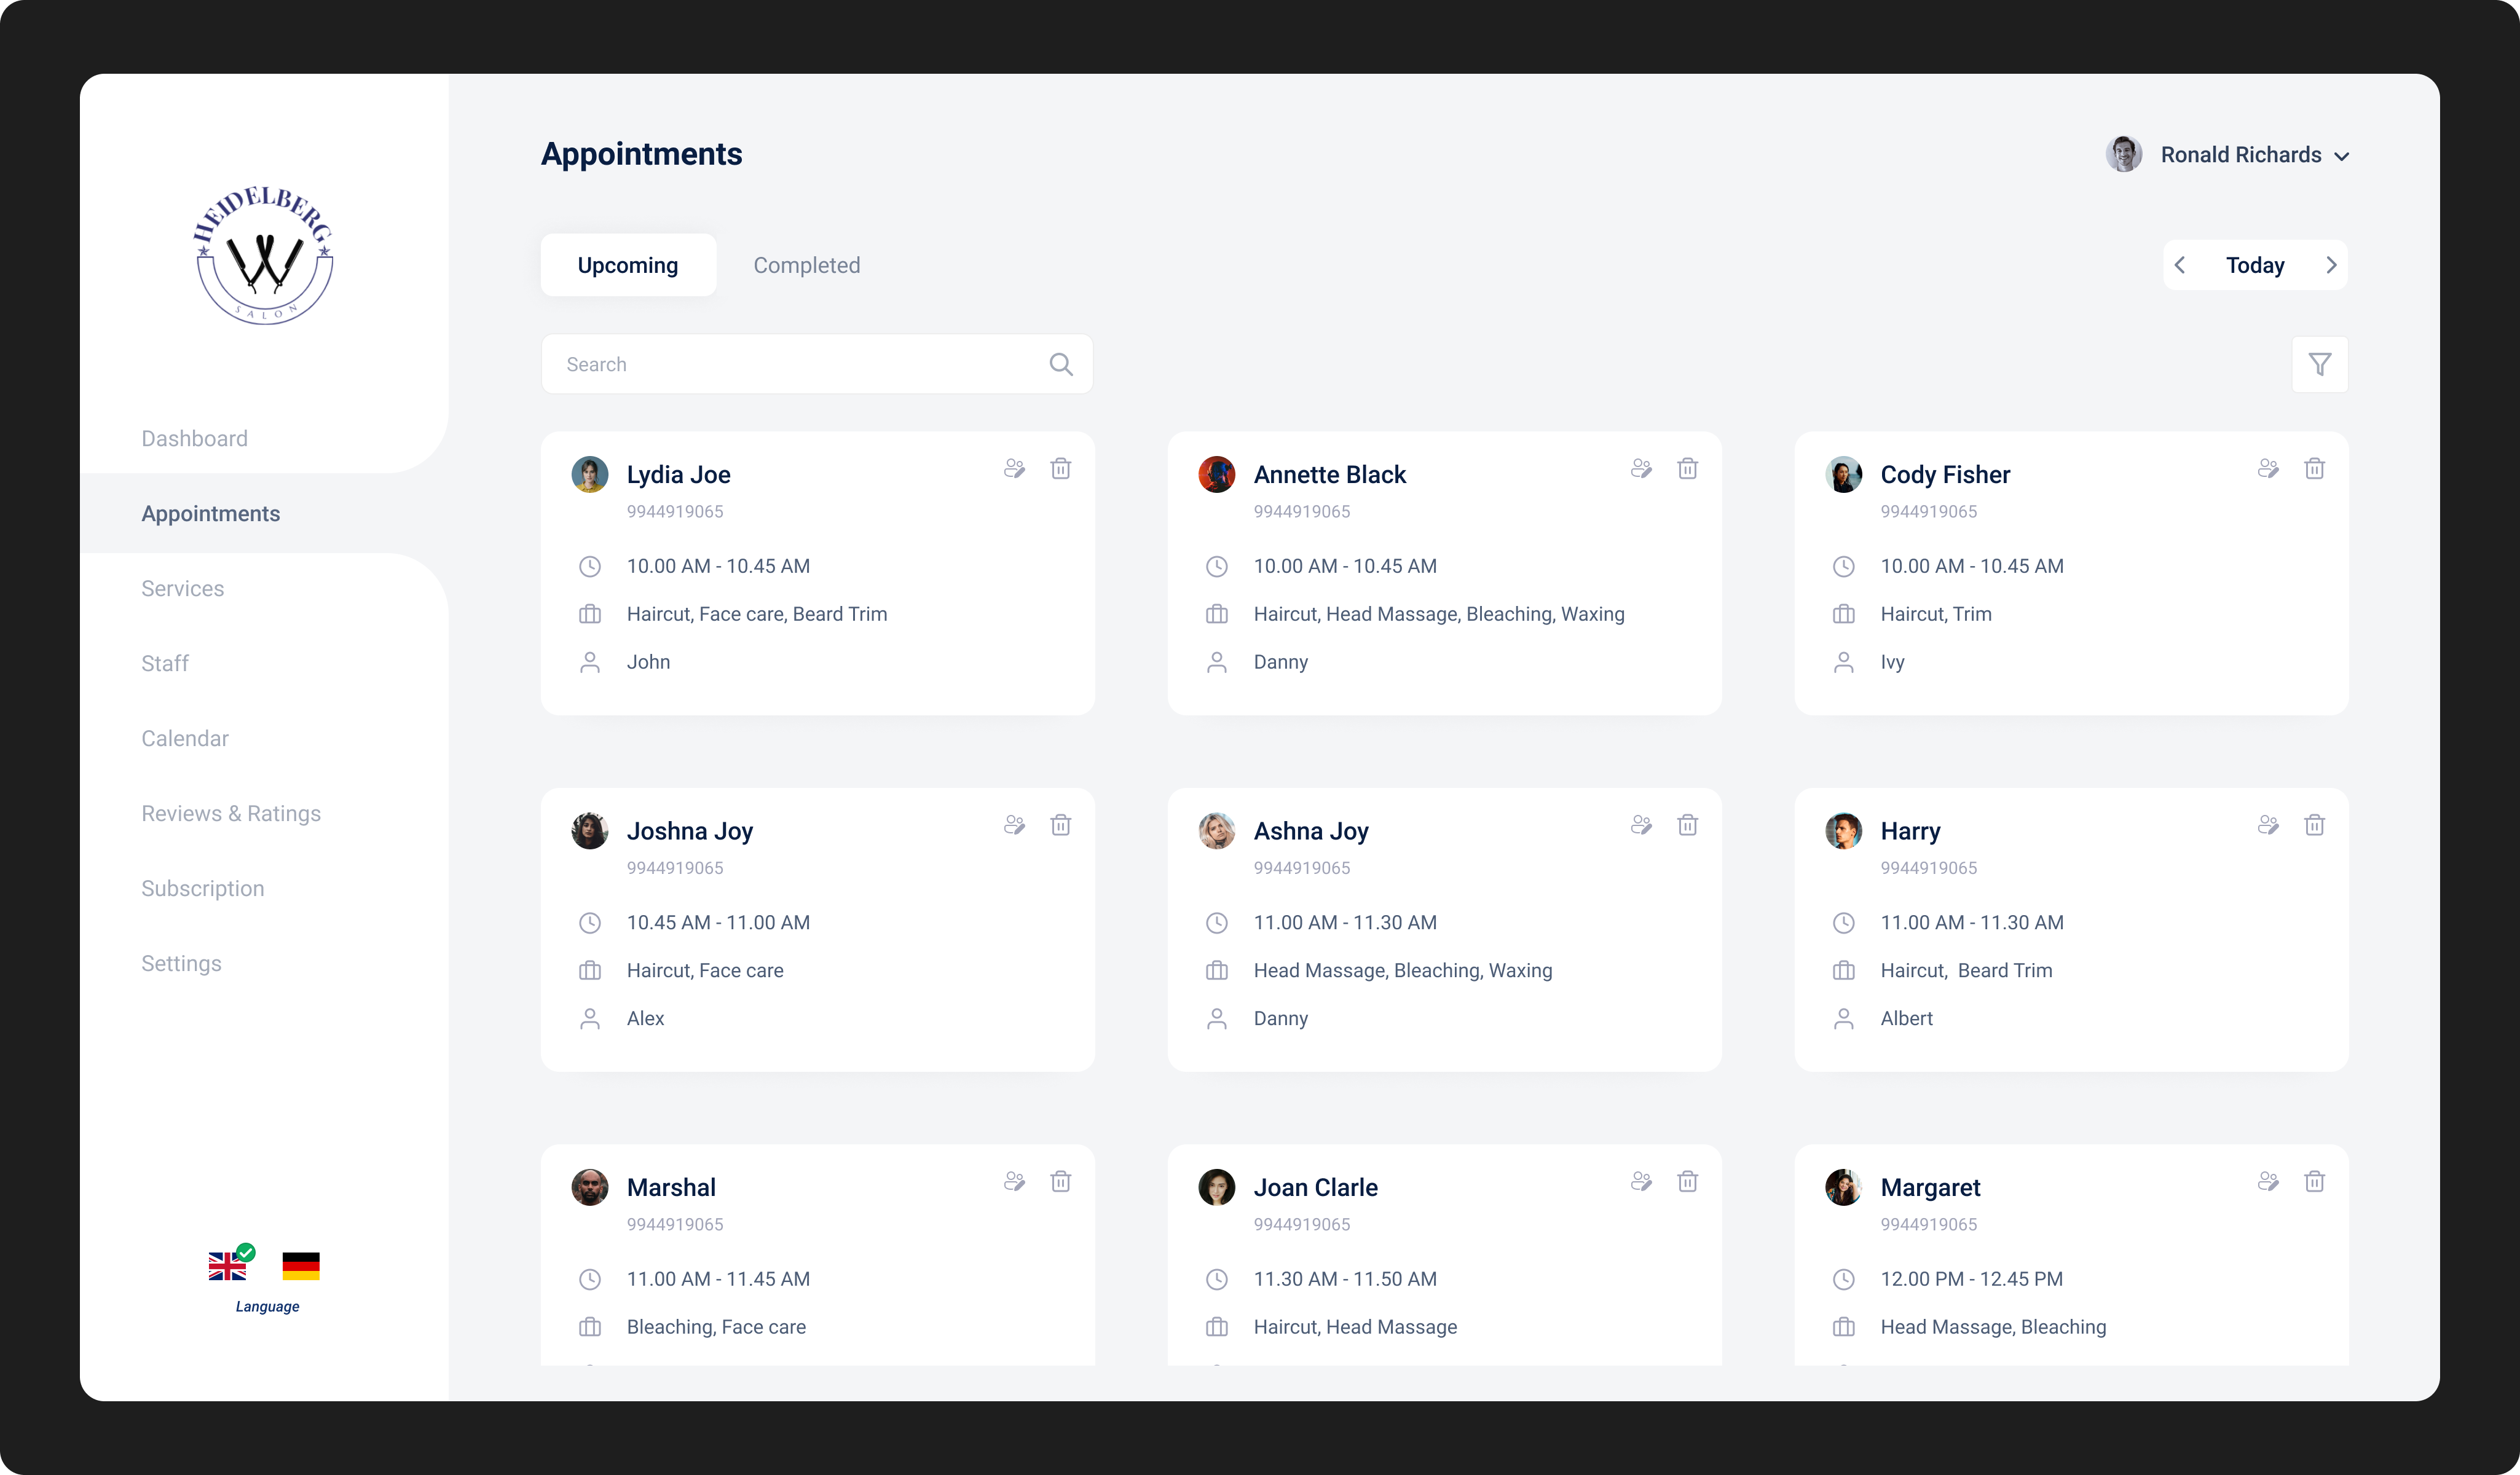 HEIDELBERG
SALON
Dashboard
Appointments
Services
Staff
Calendar
Reviews & Ratings
Subscription
Settings
Language
Appointments
Ronald Richards
Upcoming
Completed
Today
Search
Lydia Joe
9944919065
10.00 AM - 10.45 AM
Haircut, Face care, Beard Trim
John
Annette Black
9944919065
10.00 AM - 10.45 AM
Haircut, Head Massage, Bleaching, Waxing
Danny
Cody Fisher
9944919065
10.00 AM - 10.45 AM
Haircut, Trim
Ivy
Joshna Joy
9944919065
10.45 AM - 11.00 AM
Haircut, Face care
Alex
Ashna Joy
9944919065
11.00 AM - 11.30 AM
Head Massage, Bleaching, Waxing
Danny
Harry
9944919065
11.00 AM - 11.30 AM
Haircut,  Beard Trim
Albert
Marshal
9944919065
11.00 AM - 11.45 AM
Bleaching, Face care
Joan Clarle
9944919065
11.30 AM - 11.50 AM
Haircut, Head Massage
Margaret
9944919065
12.00 PM - 12.45 PM
Head Massage, Bleaching